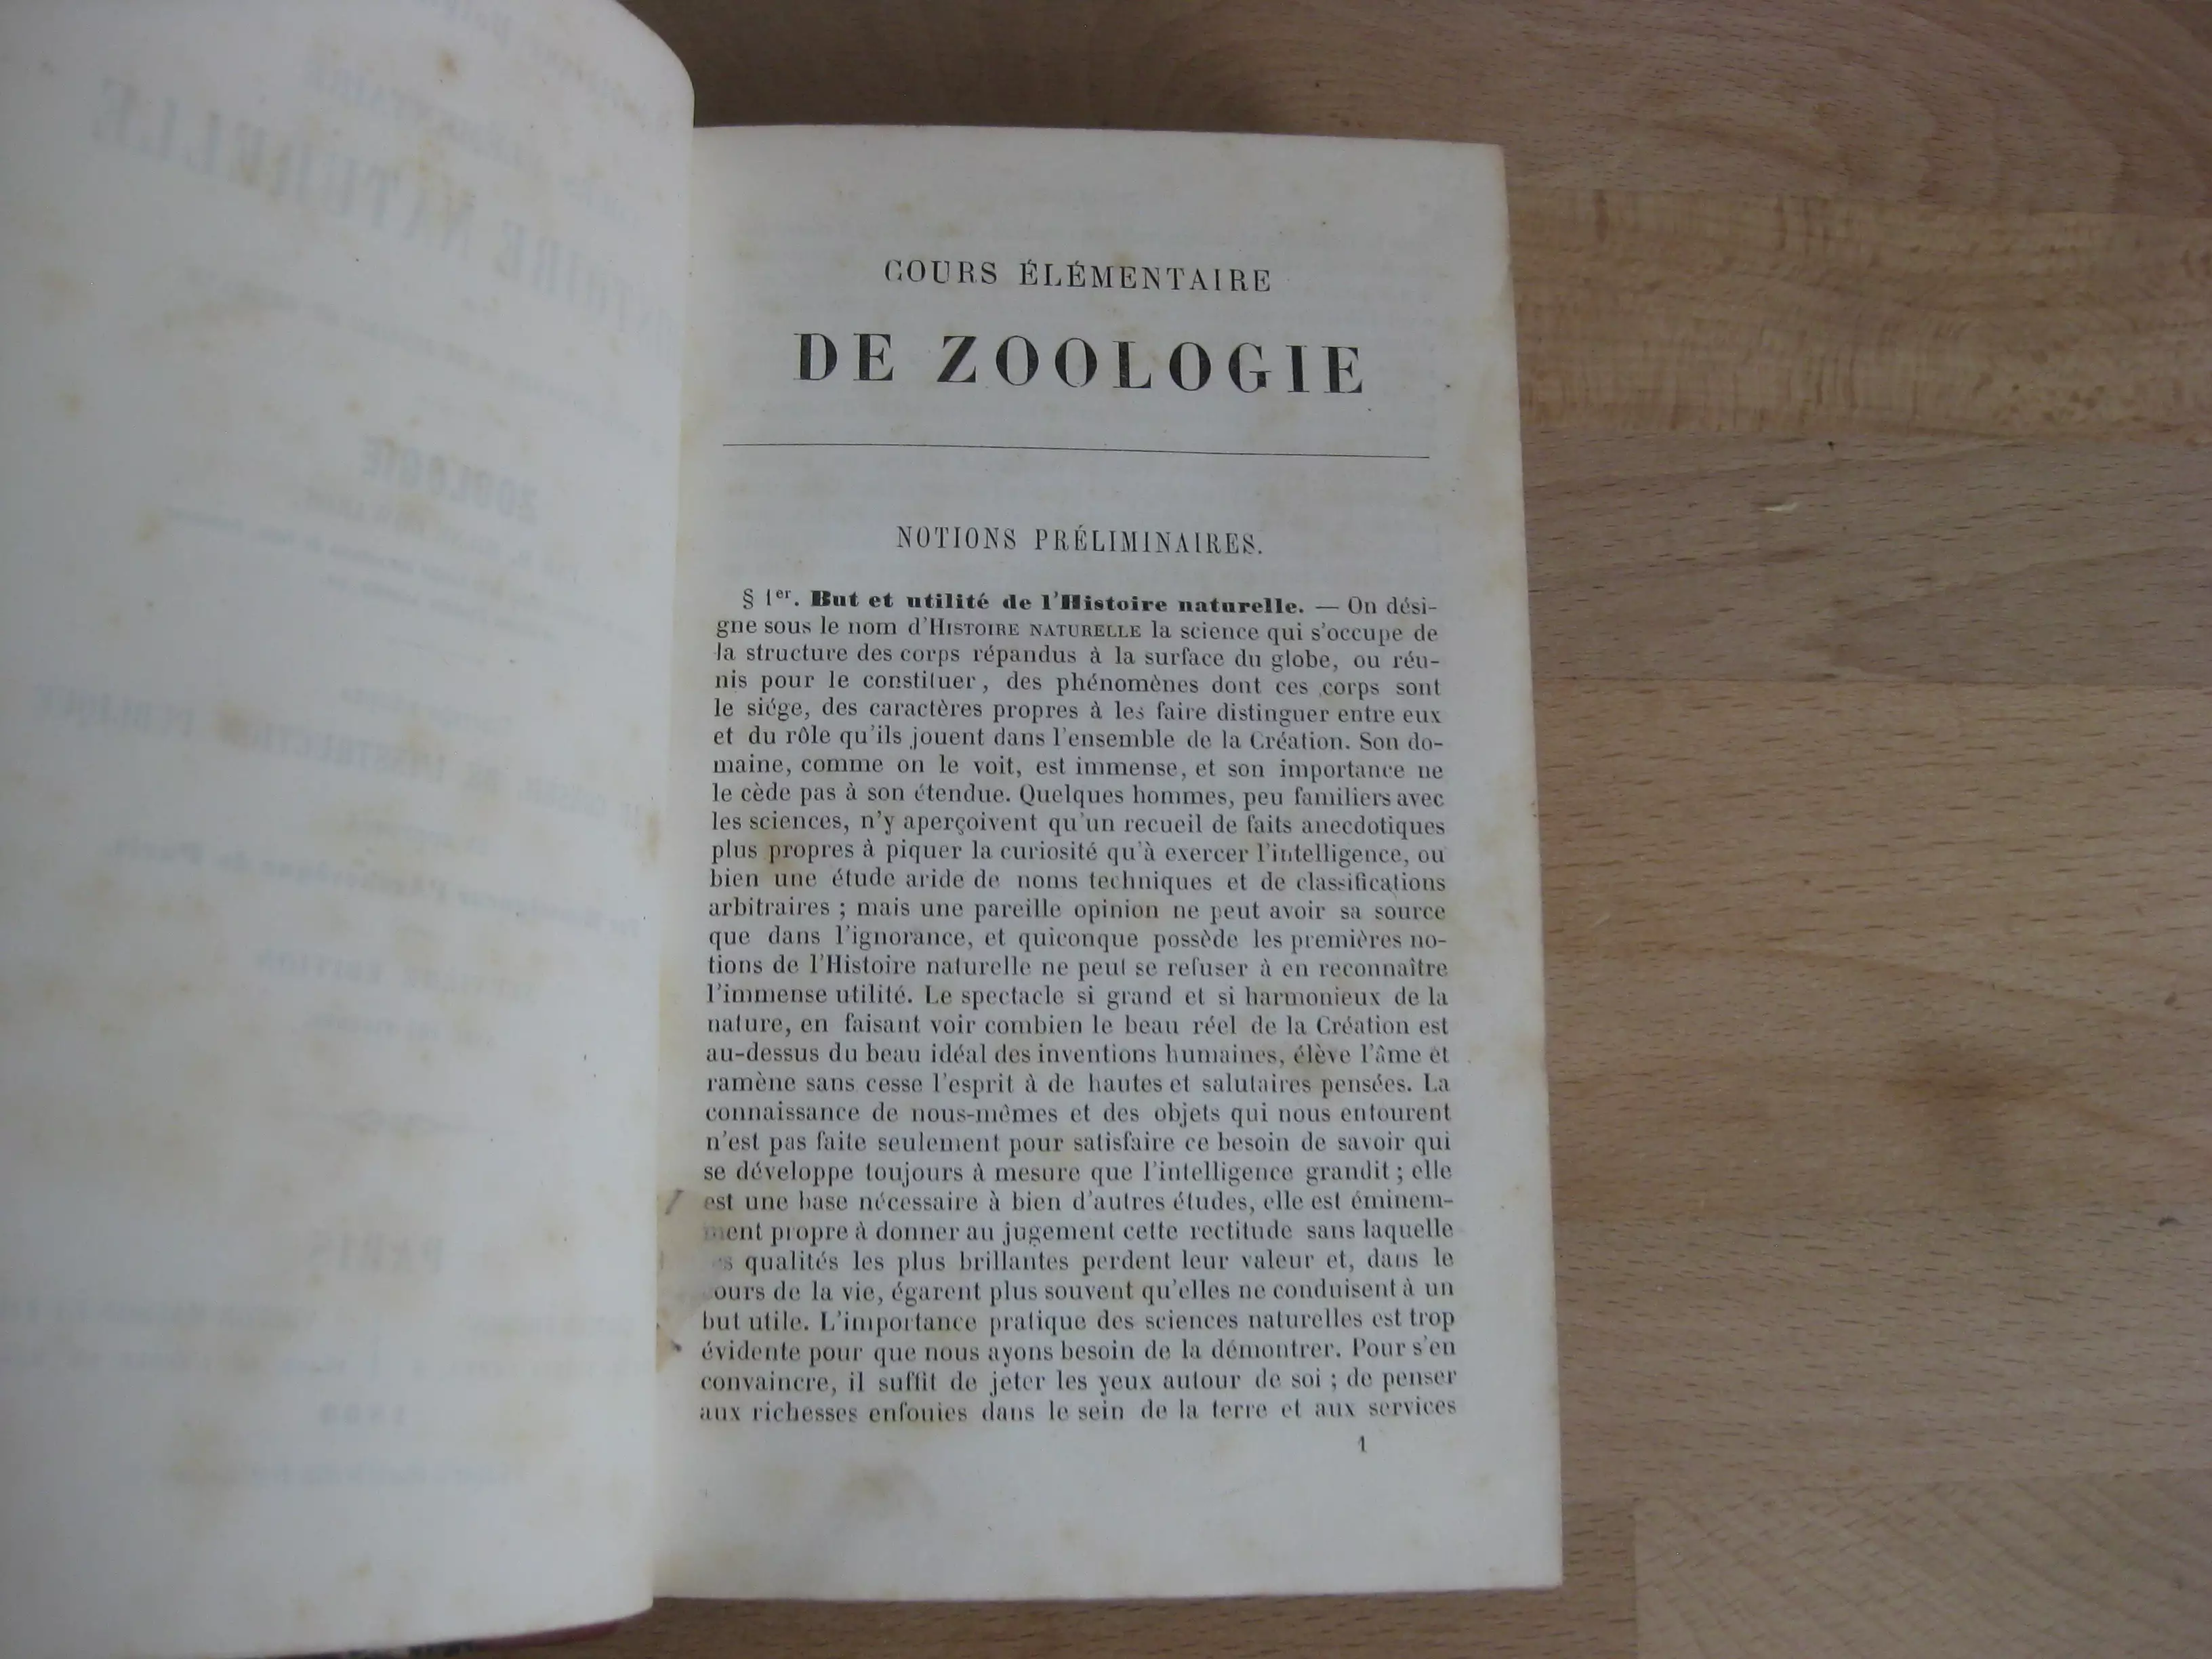 COURS ÉLÉMENTAIRE
DE ZOOLOGIE
NOTIONS PRÉLIMINAIRES.
§ 1er. But et utilité de l'Histoire naturelle. — On dési-
gne sous le nom d'HISTOIRE NATURELLE la science qui s'occupe de
la structure des corps répandus à la surface du globe, ou réu-
nis pour le constituer, des phénomènes dont ces corps sont
le siége, des caractères propres à les faire distinguer entre eux
et du rôle qu'ils jouent dans l'ensemble de la Création. Son do-
maine, comme on le voit, est immense, et son importance ne
le cède pas à son étendue. Quelques hommes, peu familiers avec
les sciences, n'y aperçoivent qu'un recueil de faits anecdotiques
plus propres à piquer la curiosité qu'à exercer l'intelligence, ou
bien une étude aride de noms techniques et de classifications
arbitraires ; mais une pareille opinion ne peut avoir sa source
que dans l'ignorance, et quiconque possède les premières no-
tions de l'Histoire naturelle ne peut se refuser à en reconnaître
l'immense utilité. Le spectacle si grand et si harmonieux de la
nature, en faisant voir combien le beau réel de la Création est
au-dessus du beau idéal des inventions humaines, élève l'âme et
ramène sans cesse l'esprit à de hautes et salutaires pensées. La
connaissance de nous-mêmes et des objets qui nous entourent
n'est pas faite seulement pour satisfaire ce besoin de savoir qui
se développe toujours à mesure que l'intelligence grandit ; elle
est une base nécessaire à bien d'autres études, elle est éminem-
ment propre à donner au jugement cette rectitude sans laquelle
qualités les plus brillantes perdent leur valeur et, dans le
ours de la vie, égarent plus souvent qu'elles ne conduisent à un
but utile. L'importance pratique des sciences naturelles est trop
évidente pour que nous ayons besoin de la démontrer. Pour s'en
convaincre, il suffit de jeter les yeux autour de soi ; de penser
aux richesses enfouies dans le sein de la terre et aux services
1